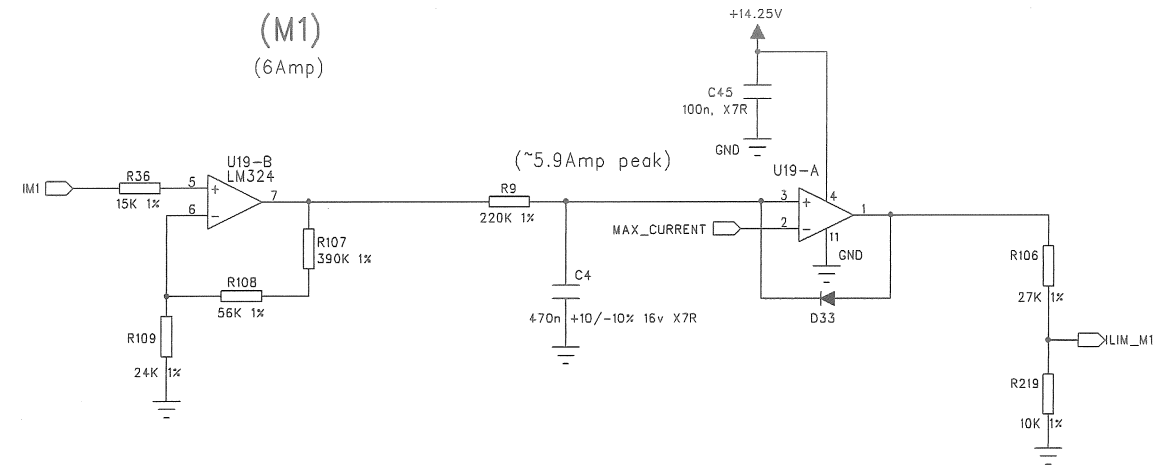 +14.25V
(M1)
(6Amp)
C45
100n, X7R
GND
(~5.9Amp peak)
U19-B
LM324
U19-A
R36
R9
IM1
5
+
7
3
+
4
1
15K 1%
220K 1%
6
−
MAX_CURRENT
2
−
11
R107
390K 1%
GND
R106
R108
C4
27K 1%
56K 1%
470n +10/-10% 16v X7R
D33
R109
ILIM_M1
24K 1%
R219
10K 1%